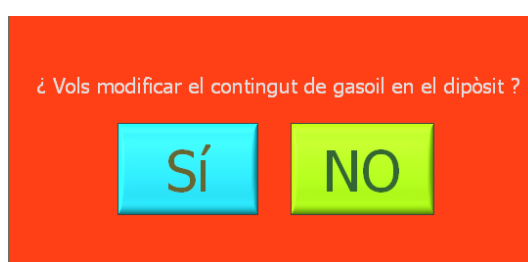 ¿ Vols modificar el contingut de gasoil en el dipòsit ?
Sí NO